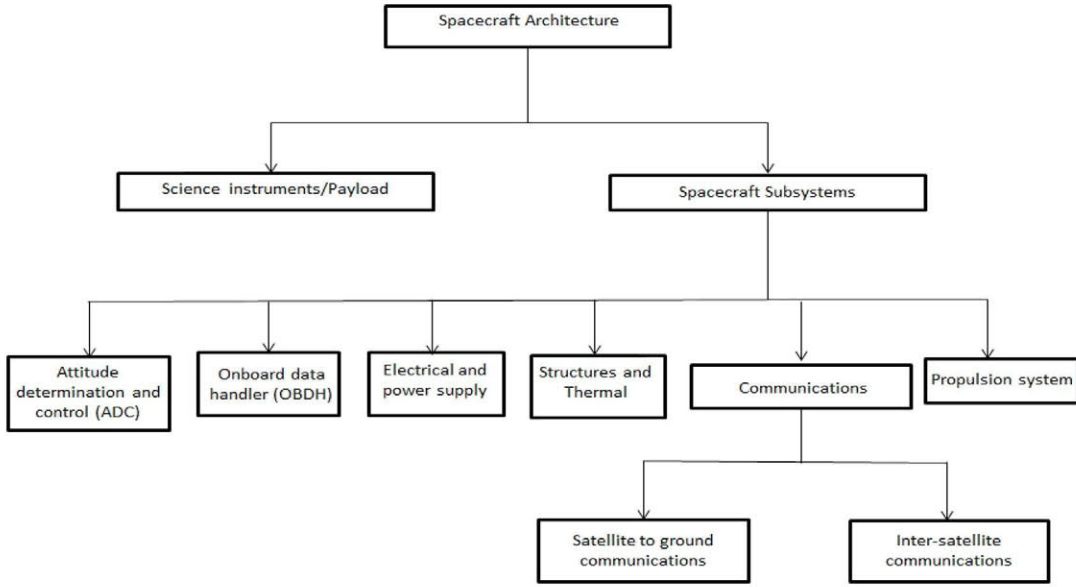 Spacecraft Architecture
Science instruments/Payload
Spacecraft Subsystems
Attitude
determination and
control (ADC)
Onboard data
handler (OBDH)
Electrical and
power supply
Structures and
Thermal
Communications
Propulsion system
Satellite to ground
communications
Inter-satellite
communications